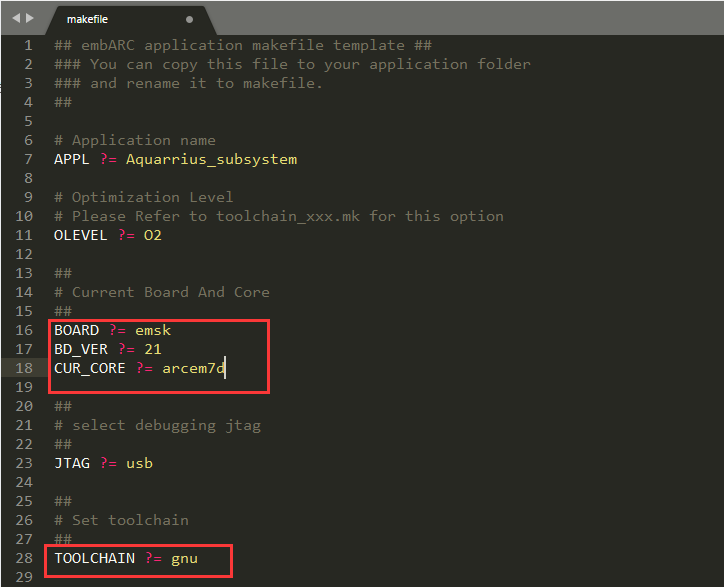 makefile
1 ## embARC application makefile template ##
2 ### You can copy this file to your application folder
3 ### and rename it to makefile.
4 ##
5
6 # Application name
7 APPL ?= Aquarrius_subsystem
8
9 # Optimization Level
10 # Please Refer to toolchain_xxx.mk for this option
11 OLEVEL ?= O2
12
13 ##
14 # Current Board And Core
15 ##
16 BOARD ?= emsk
17 BD_VER ?= 21
18 CUR_CORE ?= arcem7d
19
20 ##
21 # select debugging jtag
22 ##
23 JTAG ?= usb
24
25 ##
26 # Set toolchain
27 ##
28 TOOLCHAIN ?= gnu
29